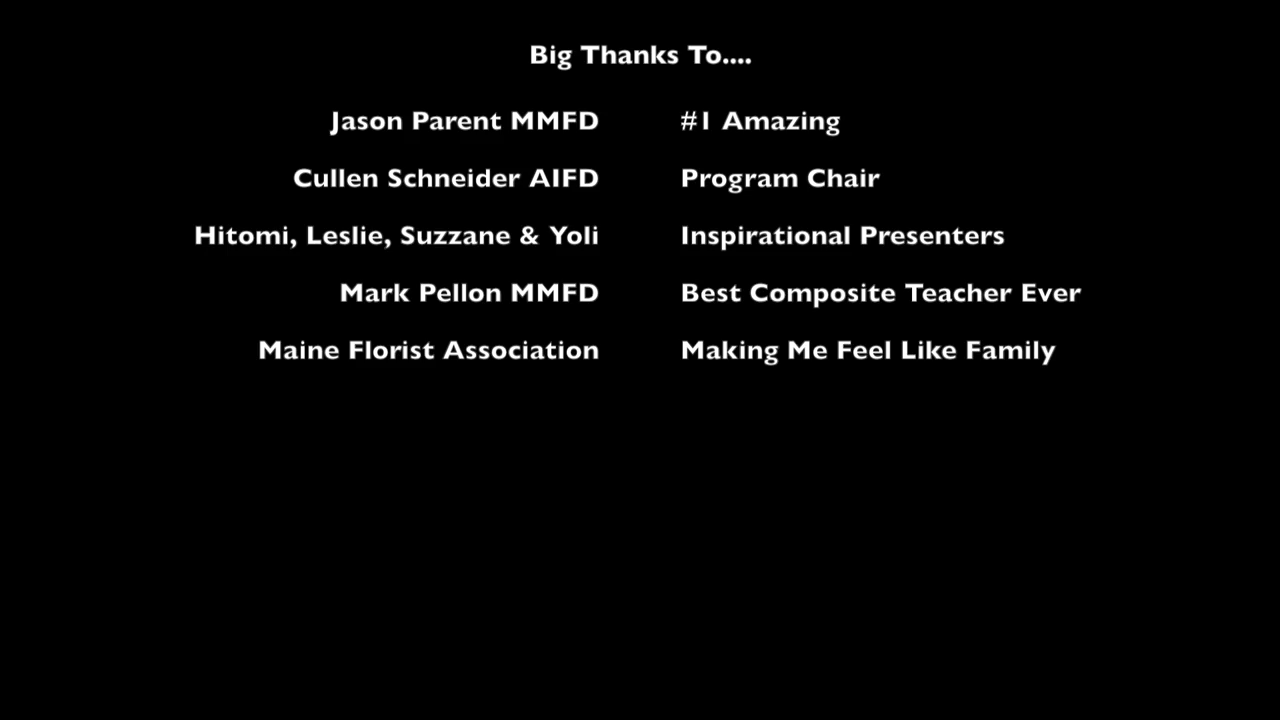 Big Thanks To....
Jason Parent MMFD #1 Amazing
Cullen Schneider AIFD Program Chair
Hitomi, Leslie, Suzzane & Yoli Inspirational Presenters
Mark Pellon MMFD Best Composite Teacher Ever
Maine Florist Association Making Me Feel Like Family